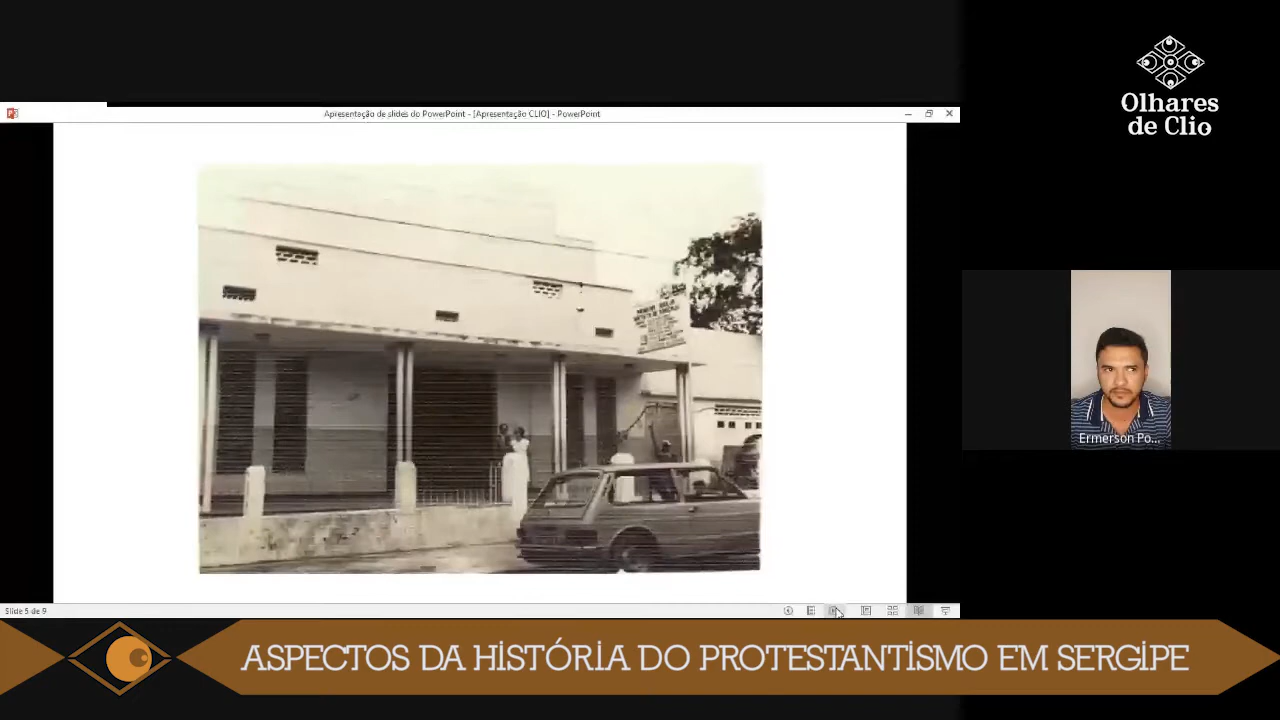 Apresentação de slides do PowerPoint - [Apresentação CLIO] - PowerPoint
Olhares
de Clio
Ermerson Po...
Slide 5 de 9
ASPECTOS DA HISTÓRIA DO PROTESTANTISMO EM SERGIPE